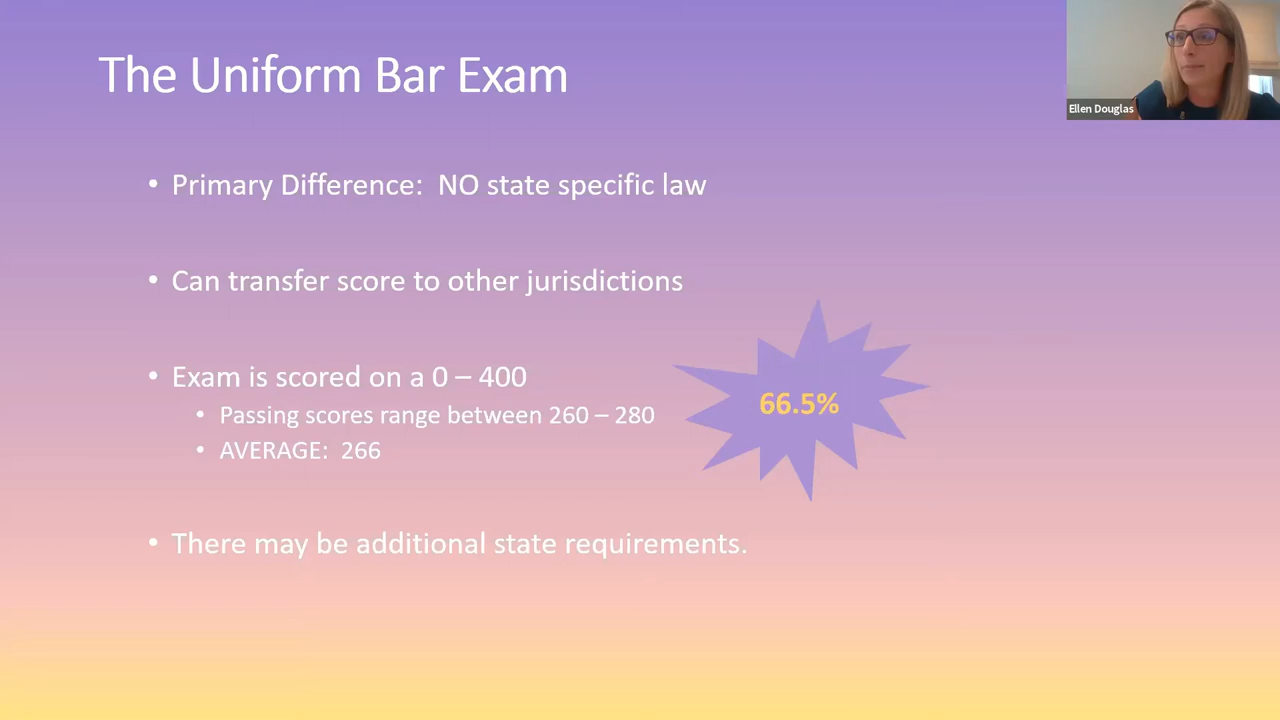 The Uniform Bar Exam
Ellen Douglas
• Primary Difference:  NO state specific law
• Can transfer score to other jurisdictions
• Exam is scored on a 0 – 400
• Passing scores range between 260 – 280
• AVERAGE:  266
66.5%
• There may be additional state requirements.